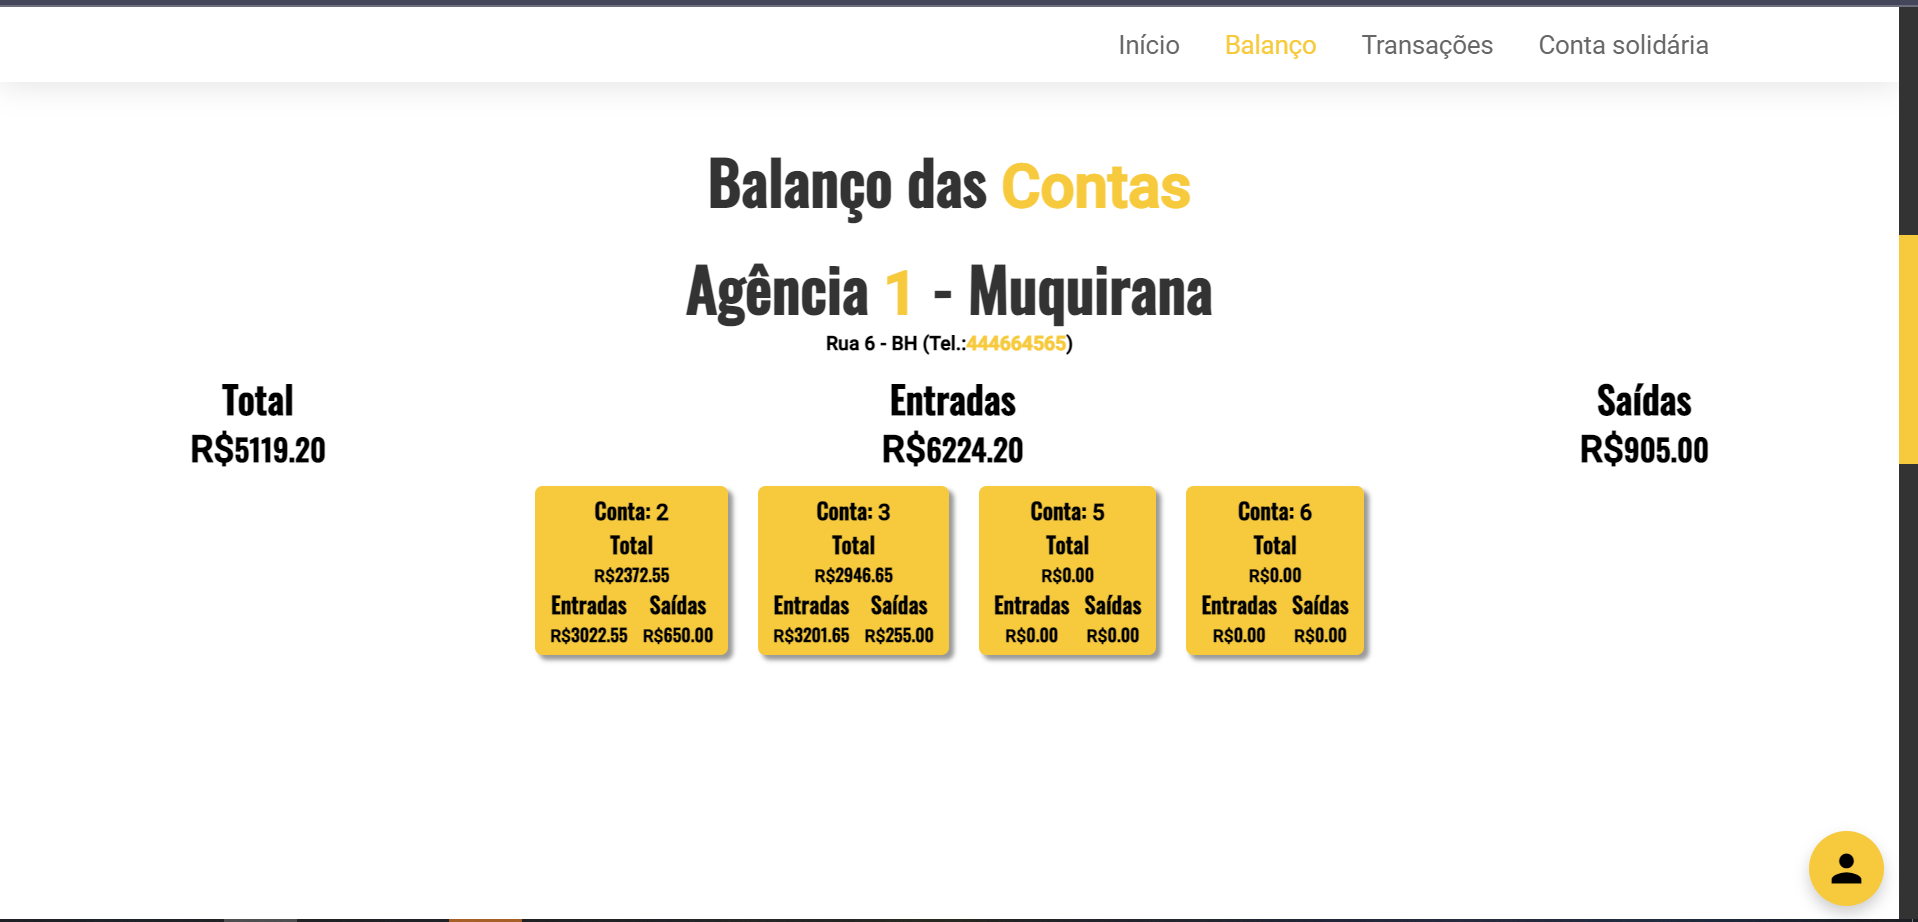 Início Balanço Transações Conta solidária
Balanço das Contas
Agência 1 - Muquirana
Rua 6 - BH (Tel.:444664565)
Total Entradas Saídas
R$5119.20 R$6224.20 R$905.00
Conta: 2
Total
R$2372.55
Entradas Saídas
R$3022.55 R$650.00
Conta: 3
Total
R$2946.65
Entradas Saídas
R$3201.65 R$255.00
Conta: 5
Total
R$0.00
Entradas Saídas
R$0.00 R$0.00
Conta: 6
Total
R$0.00
Entradas Saídas
R$0.00 R$0.00